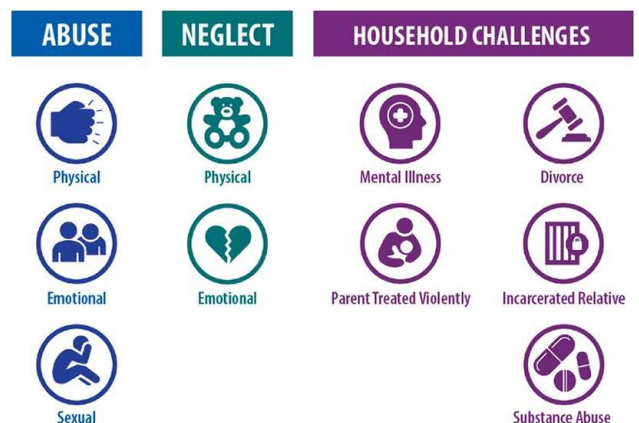 ABUSE
NEGLECT
HOUSEHOLD CHALLENGES
Physical
Physical
Mental Illness
Divorce
Emotional
Emotional
Parent Treated Violently
Incarcerated Relative
Sexual
Substance Abuse